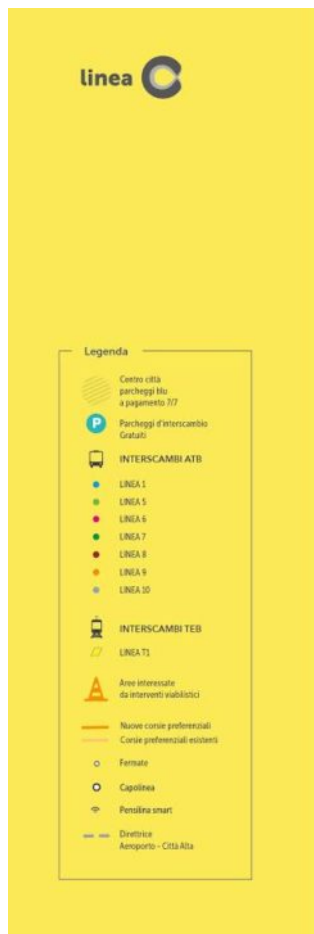 linea C
Legenda
Centro città
parcheggi blu
a pagamento 7/7
P
Parcheggi d'interscambio
Gratuiti
INTERSCAMBI ATB
LINEA 1
LINEA 5
LINEA 6
LINEA 7
LINEA 8
LINEA 9
LINEA 10
INTERSCAMBI TEB
LINEA T1
Aree interessate
da interventi viabilistici
Nuove corsie preferenziali
Corsie preferenziali esistenti
Fermate
Capolinea
Pensilina smart
Direttrice
Aeroporto - Città Alta